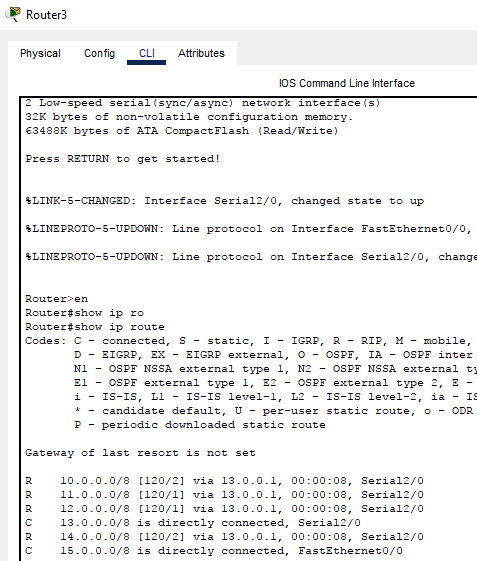 Router3
Physical Config CLI Attributes
IOS Command Line Interface
2 Low-speed serial(sync/async) network interface(s)
32K bytes of non-volatile configuration memory.
63488K bytes of ATA CompactFlash (Read/Write)
Press RETURN to get started!
%LINK-5-CHANGED: Interface Serial2/0, changed state to up
%LINEPROTO-5-UPDOWN: Line protocol on Interface FastEthernet0/0,
%LINEPROTO-5-UPDOWN: Line protocol on Interface Serial2/0, change
Router>en
Router#show ip ro
Router#show ip route
Codes: C - connected, S - static, I - IGRP, R - RIP, M - mobile,
D - EIGRP, EX - EIGRP external, O - OSPF, IA - OSPF inter
N1 - OSPF NSSA external type 1, N2 - OSPF NSSA external ty
E1 - OSPF external type 1, E2 - OSPF external type 2, E -
i - IS-IS, L1 - IS-IS level-1, L2 - IS-IS level-2, ia - IS
* - candidate default, U - per-user static route, o - ODR
P - periodic downloaded static route
Gateway of last resort is not set
R 10.0.0.0/8 [120/2] via 13.0.0.1, 00:00:08, Serial2/0
R 11.0.0.0/8 [120/1] via 13.0.0.1, 00:00:08, Serial2/0
R 12.0.0.0/8 [120/1] via 13.0.0.1, 00:00:08, Serial2/0
C 13.0.0.0/8 is directly connected, Serial2/0
R 14.0.0.0/8 [120/2] via 13.0.0.1, 00:00:08, Serial2/0
C 15.0.0.0/8 is directly connected, FastEthernet0/0